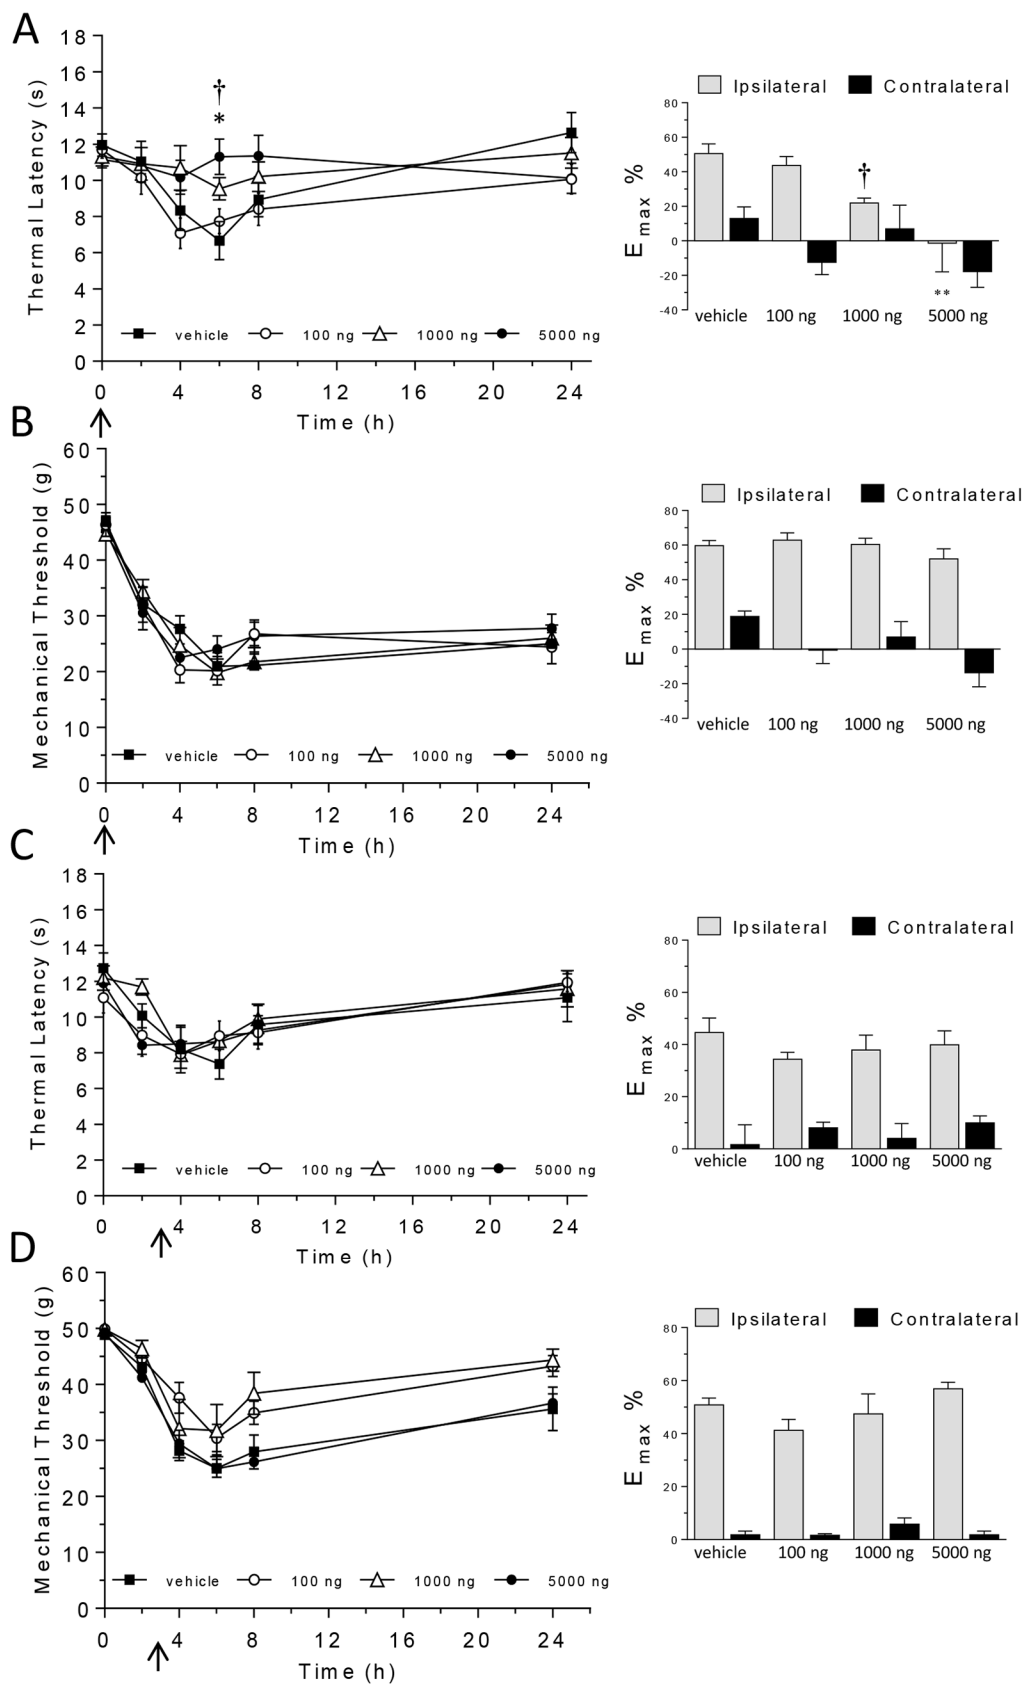 A
18
16
14
12
10
8
6
4
2
0
Thermal Latency (s)
†
*
vehicle 100 ng 1000 ng 5000 ng
0 4 8 12 16 20 24
Time (h)
Ipsilateral Contralateral
80
60
40
20
0
-20
-40
Emax %
†
**
vehicle 100 ng 1000 ng 5000 ng
B
60
50
40
30
20
10
0
Mechanical Threshold (g)
vehicle 100 ng 1000 ng 5000 ng
0 4 8 12 16 20 24
Time (h)
Ipsilateral Contralateral
80
60
40
20
0
-20
-40
Emax %
vehicle 100 ng 1000 ng 5000 ng
C
18
16
14
12
10
8
6
4
2
0
Thermal Latency (s)
vehicle 100 ng 1000 ng 5000 ng
0 4 8 12 16 20 24
Time (h)
Ipsilateral Contralateral
80
60
40
20
0
Emax %
vehicle 100 ng 1000 ng 5000 ng
D
60
50
40
30
20
10
0
Mechanical Threshold (g)
vehicle 100 ng 1000 ng 5000 ng
0 4 8 12 16 20 24
Time (h)
Ipsilateral Contralateral
80
60
40
20
0
Emax %
vehicle 100 ng 1000 ng 5000 ng